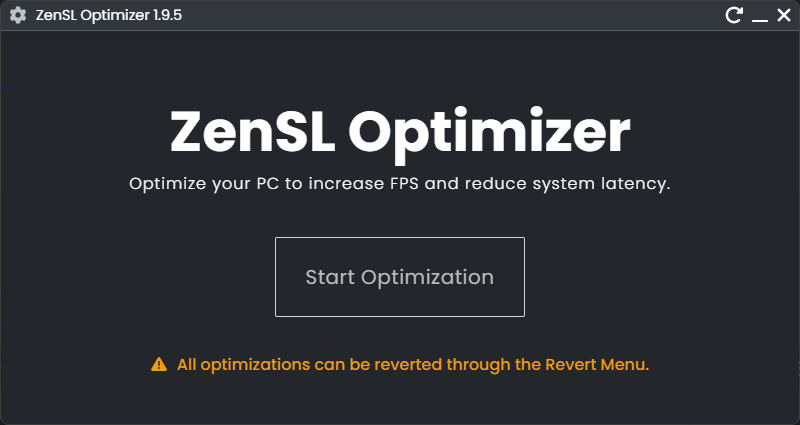 ZenSL Optimizer 1.9.5
ZenSL Optimizer
Optimize your PC to increase FPS and reduce system latency.
Start Optimization
All optimizations can be reverted through the Revert Menu.